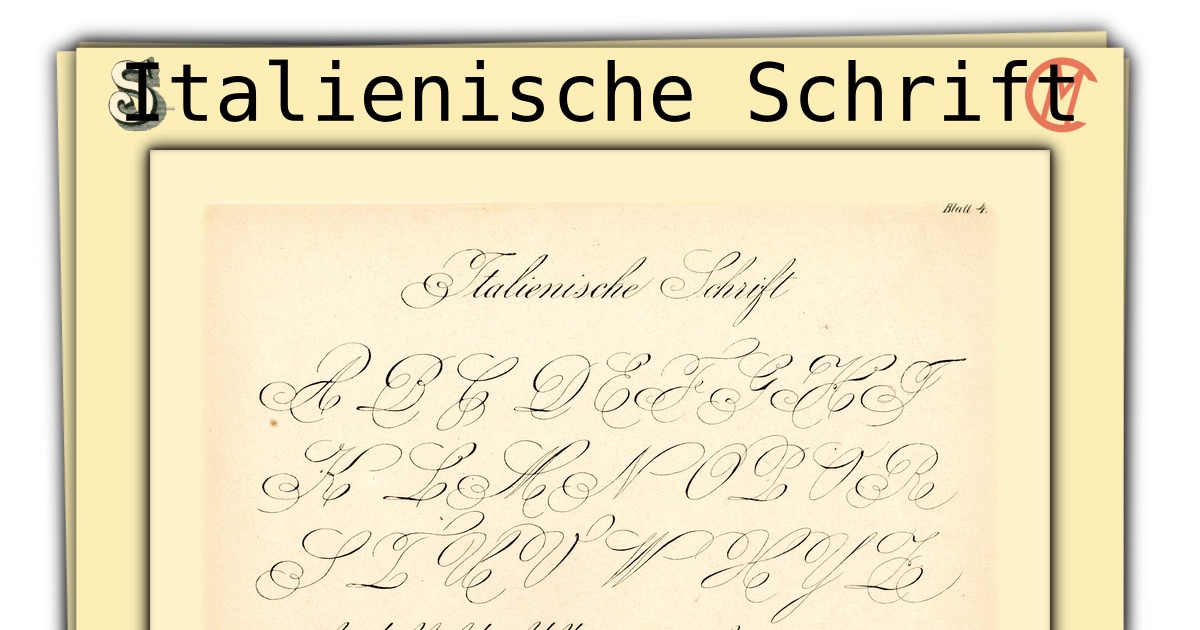 Italienische Schrift
Blatt 4.
Italienische Schrift
A B C D E F G H I
K L M N O P Q R
S T U V W X Y Z